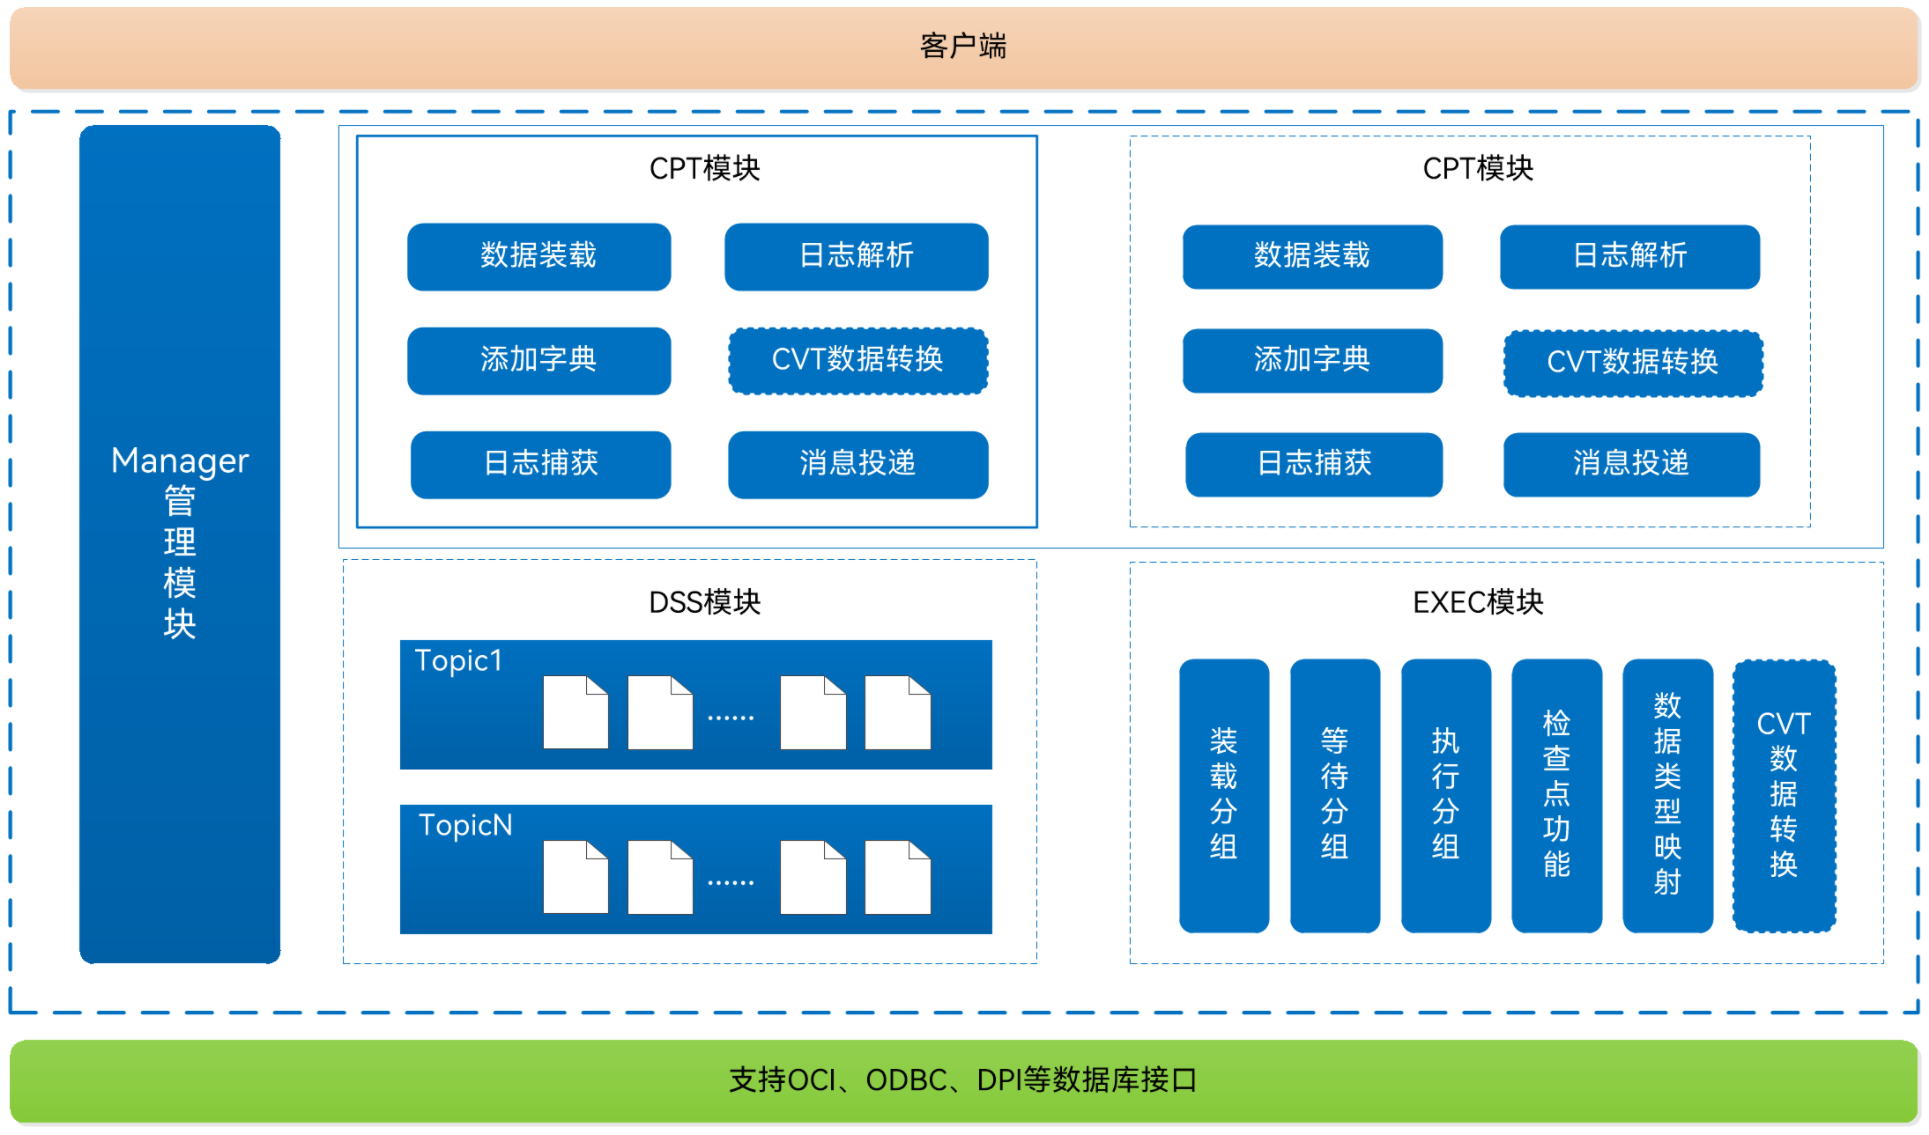 客户端
Manager
管
理
模
块
CPT模块
数据装载
日志解析
添加字典
CVT数据转换
日志捕获
消息投递
CPT模块
数据装载
日志解析
添加字典
CVT数据转换
日志捕获
消息投递
DSS模块
Topic1
......
TopicN
......
EXEC模块
装
载
分
组
等
待
分
组
执
行
分
组
检
查
点
功
能
数
据
类
型
映
射
CVT
数
据
转
换
支持OCI、ODBC、DPI等数据库接口